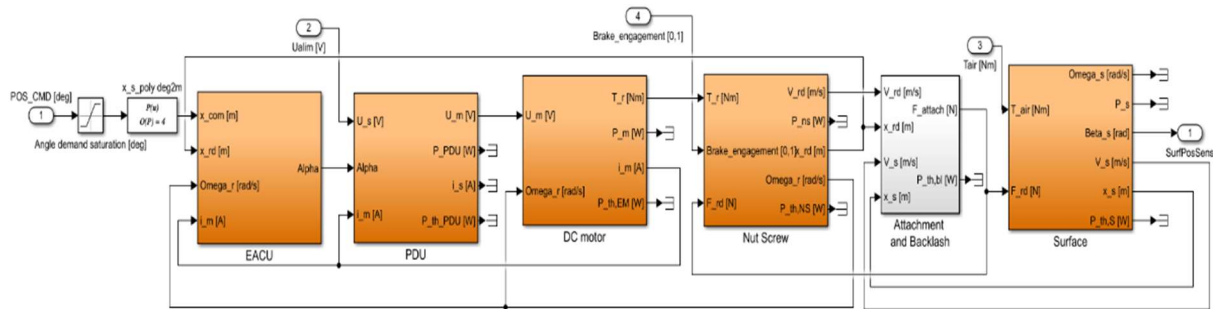 POS_CMD [deg]
1
Angle demand saturation [deg]
x_s_poly deg2m
P(u)
O(P) = 4
x_com [m]
x_rd [m]
Omega_r [rad/s]
i_m [A]
Alpha
EACU
2
Ualim [V]
U_s [V]
Alpha
i_m [A]
U_m [V]
P_PDU [W]
i_s [A]
P_th_PDU [W]
PDU
U_m [V]
Omega_r [rad/s]
T_r [Nm]
P_m [W]
i_m [A]
P_th,EM [W]
DC motor
4
Brake_engagement [0,1]
T_r [Nm]
Brake_engagement [0,1]
F_rd [N]
V_rd [m/s]
P_ns [W]
x_rd [m]
Omega_r [rad/s]
P_th,NS [W]
Nut Screw
V_rd [m/s]
x_rd [m]
V_s [m/s]
x_s [m]
F_attach [N]
P_th,bl [W]
Attachment
and Backlash
3
Tair [Nm]
T_air [Nm]
F_rd [N]
Omega_s [rad/s]
P_s
Beta_s [rad]
V_s [m/s]
x_s [m]
P_th,S [W]
Surface
1
SurfPosSens